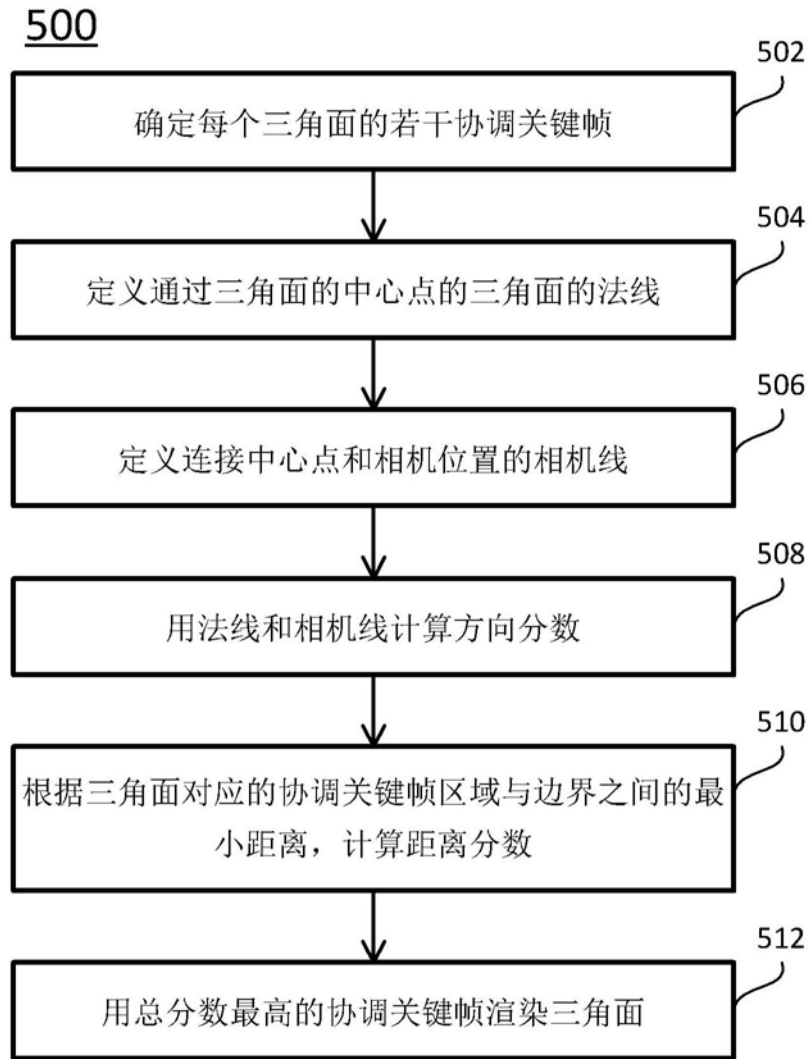 500
502
确定每个三角面的若干协调关键帧
504
定义通过三角面的中心点的三角面的法线
506
定义连接中心点和相机位置的相机线
508
用法线和相机线计算方向分数
510
根据三角面对应的协调关键帧区域与边界之间的最
小距离，计算距离分数
512
用总分数最高的协调关键帧渲染三角面